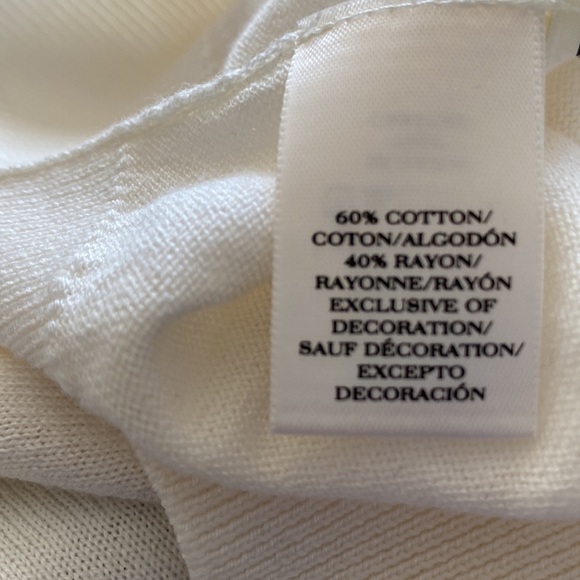 60% COTTON/
COTON/ALGODÓN
40% RAYON/
RAYONNE/RAYÓN
EXCLUSIVE OF
DECORATION/
SAUF DÉCORATION/
EXCEPTO
DECORACIÓN